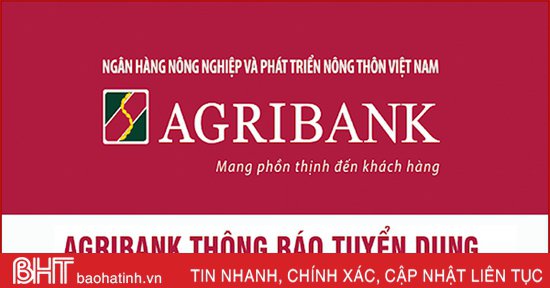 NGÂN HÀNG NÔNG NGHIỆP VÀ PHÁT TRIỂN NÔNG THÔN VIỆT NAM
AGRIBANK
Mang phồn thịnh đến khách hàng
AGRIBANK THÔNG BÁO TUYỂN DỤNG
BHT baohatinh.vn
TIN NHANH, CHÍNH XÁC, CẬP NHẬT LIÊN TỤC